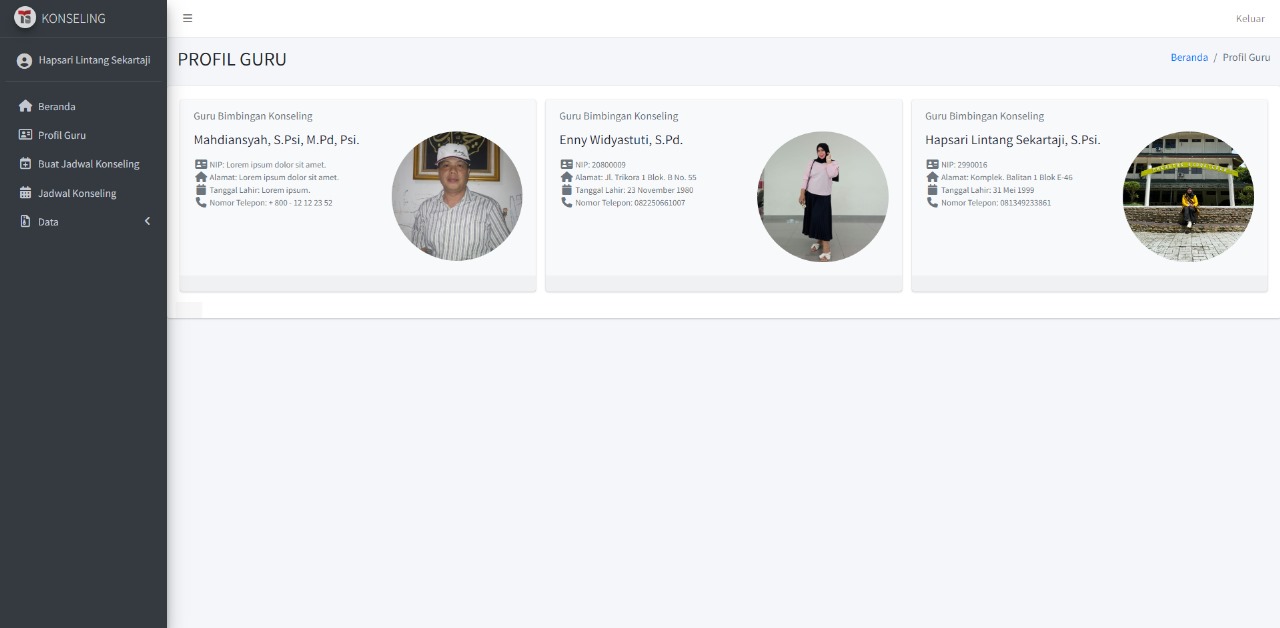 KONSELING
Keluar
Hapsari Lintang Sekartaji
PROFIL GURU
Beranda / Profil Guru
Beranda
Profil Guru
Buat Jadwal Konseling
Jadwal Konseling
Data
Guru Bimbingan Konseling
Mahdiansyah, S.Psi, M.Pd, Psi.
NIP: Lorem ipsum dolor sit amet.
Alamat: Lorem ipsum dolor sit amet.
Tanggal Lahir: Lorem ipsum.
Nomor Telepon: + 800 - 12 12 23 52
Guru Bimbingan Konseling
Enny Widyastuti, S.Pd.
NIP: 20800009
Alamat: Jl. Trikora 1 Blok. B No. 55
Tanggal Lahir: 23 November 1980
Nomor Telepon: 082250661007
Guru Bimbingan Konseling
Hapsari Lintang Sekartaji, S.Psi.
NIP: 2990016
Alamat: Komplek. Balitan 1 Blok E-46
Tanggal Lahir: 31 Mei 1999
Nomor Telepon: 081349233861